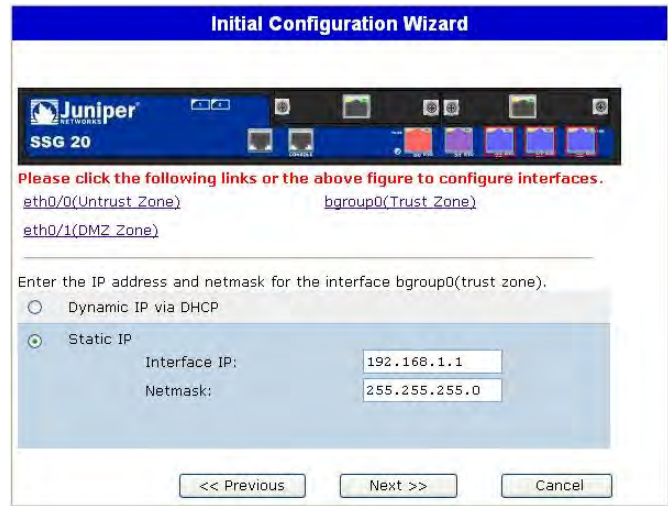 Initial Configuration Wizard
Juniper
NETWORKS
SSG 20
CONSOLE
Please click the following links or the above figure to configure interfaces.
eth0/0(Untrust Zone) bgroup0(Trust Zone)
eth0/1(DMZ Zone)
Enter the IP address and netmask for the interface bgroup0(trust zone).
Dynamic IP via DHCP
Static IP
Interface IP: 192.168.1.1
Netmask: 255.255.255.0
<< Previous Next >> Cancel